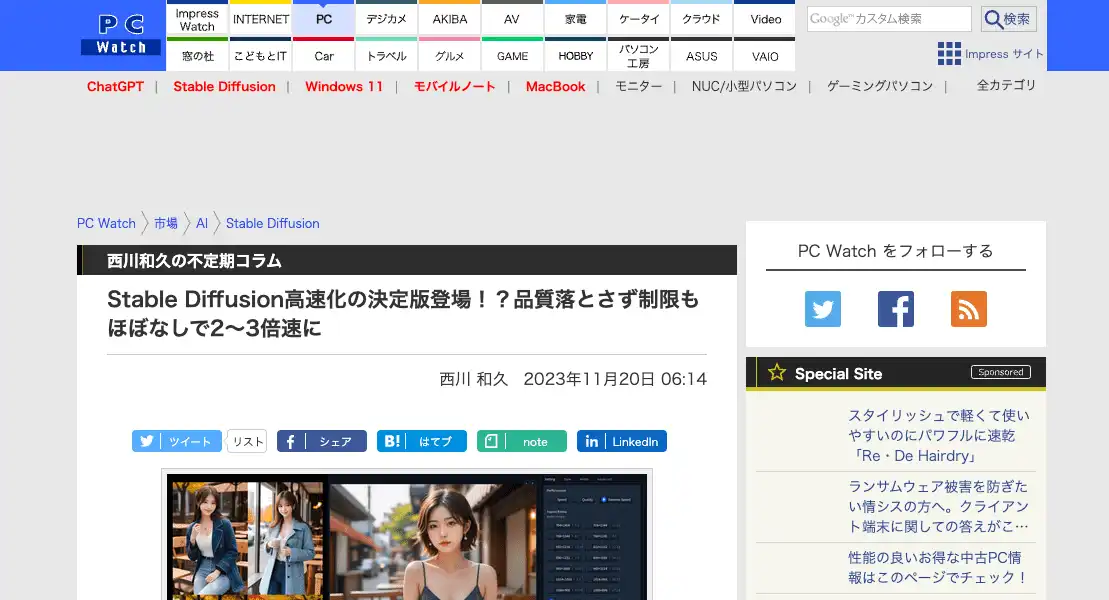 PC Watch
Impress Watch
INTERNET
PC
デジカメ
AKIBA
AV
家電
ケータイ
クラウド
Video
窓の杜
こどもとIT
Car
トラベル
グルメ
GAME
HOBBY
パソコン工房
ASUS
VAIO
Google™カスタム検索
検索
Impress サイト
ChatGPT | Stable Diffusion | Windows 11 | モバイルノート | MacBook | モニター | NUC/小型パソコン | ゲーミングパソコン | 全カテゴリ
PC Watch 市場 AI Stable Diffusion
西川和久の不定期コラム
Stable Diffusion高速化の決定版登場！？品質落とさず制限も
ほぼなしで2〜3倍速に
西川 和久 2023年11月20日 06:14
ツイート
リスト
シェア
B! はてブ
note
in LinkedIn
PC Watch をフォローする
Special Site
Sponsored
スタイリッシュで軽くて使い
やすいのにパワフルに速乾
「Re・De Hairdry」
ランサムウェア被害を防ぎた
い情シスの方へ。クライアン
ト端末に関しての答えがこ…
性能の良いお得な中古PC情
報はこのページでチェック！